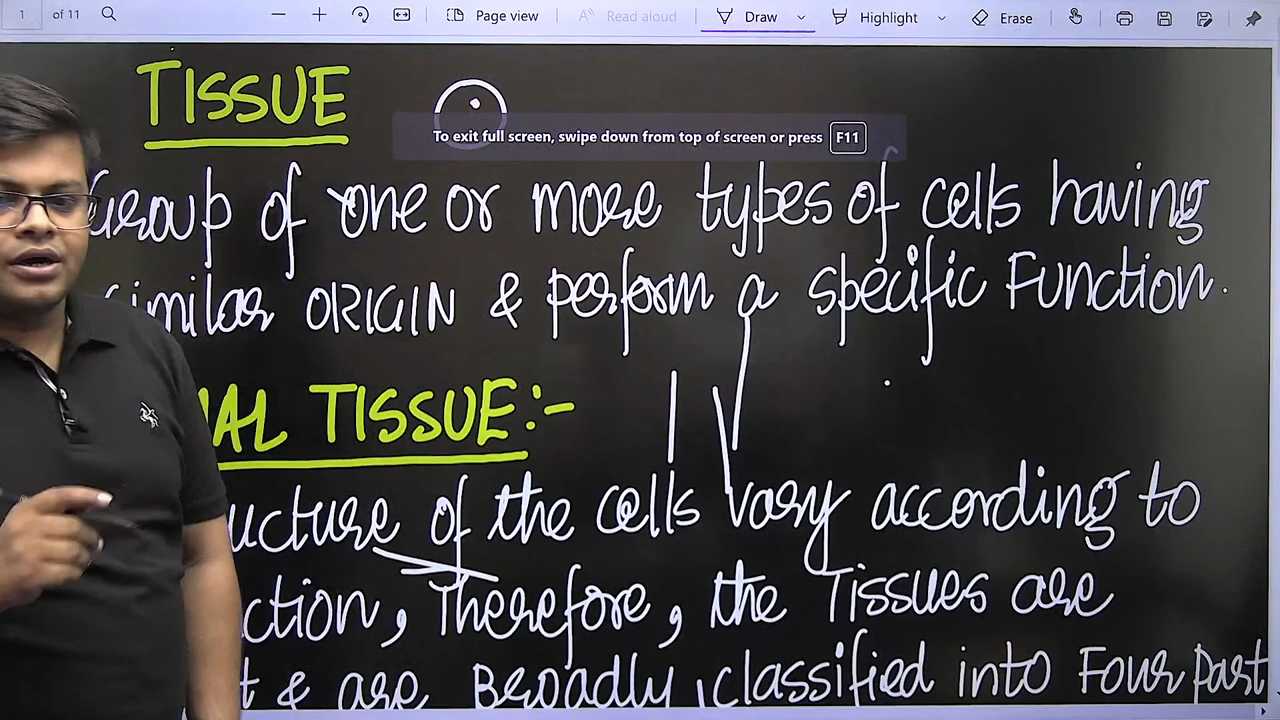 1 of 11 Page view Read aloud Draw Highlight Erase
TISSUE
To exit full screen, swipe down from top of screen or press F11
Group of one or more types of cells having
similar ORIGIN & perform a specific Function.
TISSUE:-
of the cells vary according to
Therefore, the Tissues are
& are Broadly classified into Four Part